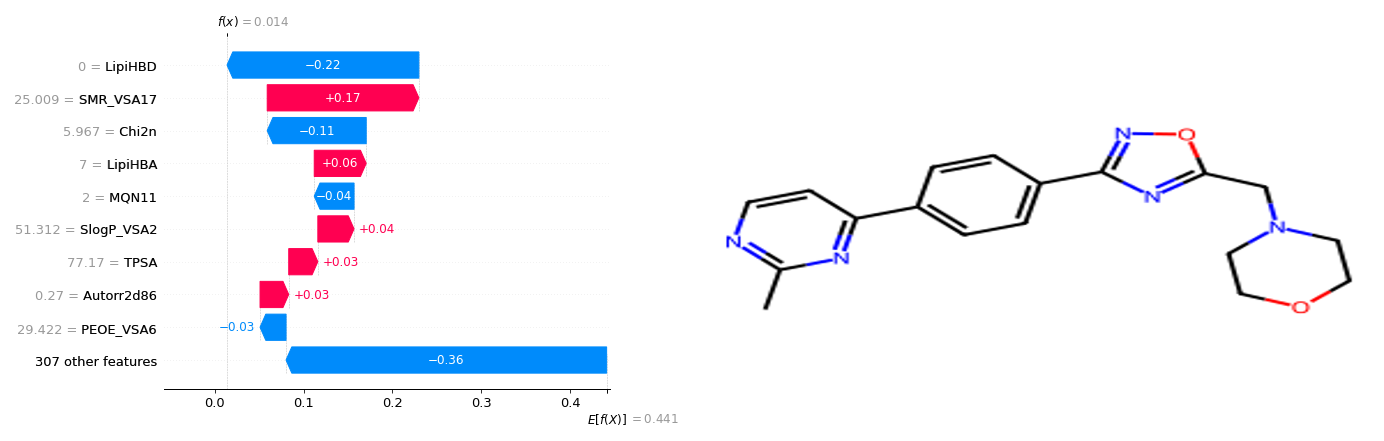 f(x) = 0.014
0 = LipiHBD
−0.22
25.009 = SMR_VSA17
+0.17
5.967 = Chi2n
−0.11
7 = LipiHBA
+0.06
2 = MQN11
−0.04
51.312 = SlogP_VSA2
+0.04
77.17 = TPSA
+0.03
0.27 = Autorr2d86
+0.03
29.422 = PEOE_VSA6
−0.03
307 other features
−0.36
0.0 0.1 0.2 0.3 0.4
E[f(X)] = 0.441
N O
N
N
N
N
O